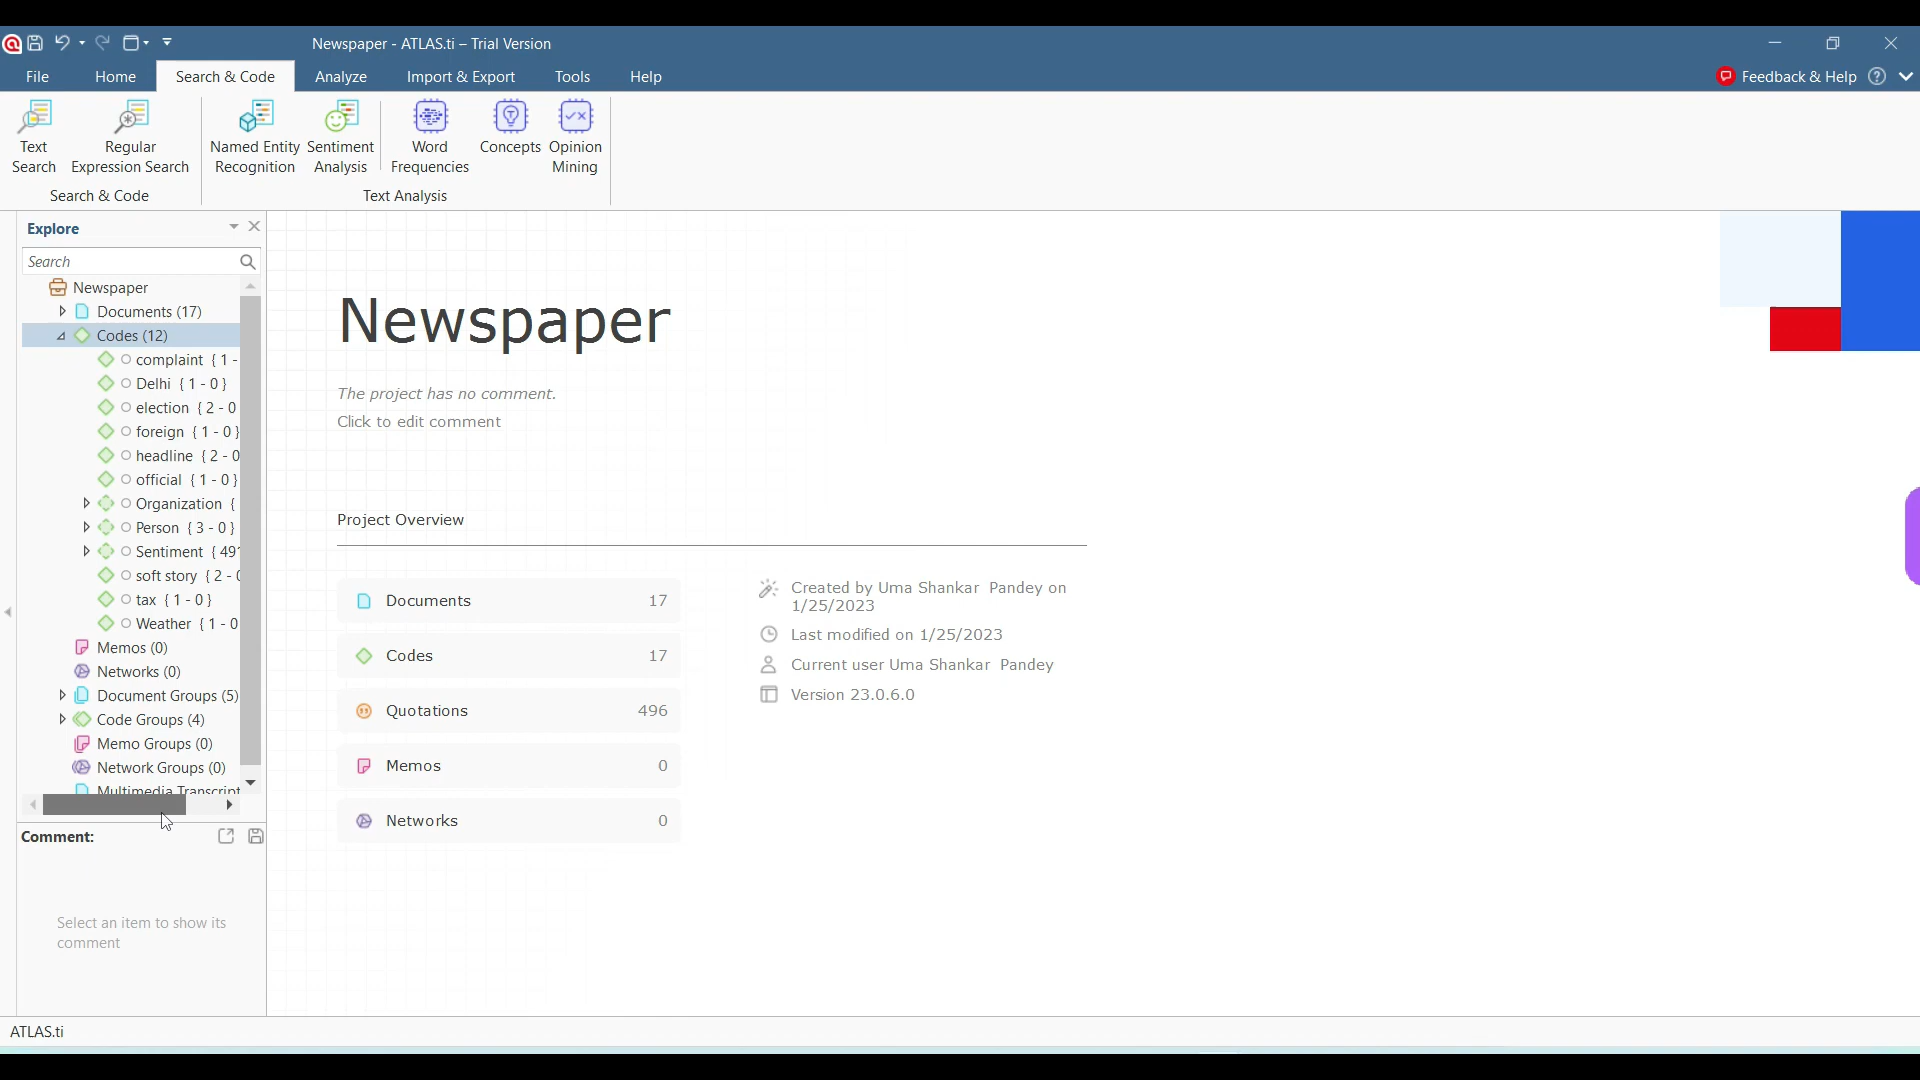 Newspaper - ATLAS.ti – Trial Version
File Home Search & Code Analyze Import & Export Tools Help Feedback & Help
Text Search
Regular Expression Search
Named Entity Recognition
Sentiment Analysis
Word Frequencies
Concepts
Opinion Mining
Search & Code
Text Analysis
Explore
Search
Newspaper
Documents (17)
Codes (12)
complaint { 1 -
Delhi { 1 - 0 }
election { 2 - 0
foreign { 1 - 0 }
headline { 2 - 0
official { 1 - 0 }
Organization {
Person { 3 - 0 }
Sentiment { 491
soft story { 2 - 0
tax { 1 - 0 }
Weather { 1 - 0
Memos (0)
Networks (0)
Document Groups (5)
Code Groups (4)
Memo Groups (0)
Network Groups (0)
Multimedia Transcript
Comment:
Select an item to show its
comment
Newspaper
The project has no comment.
Click to edit comment
Project Overview
Documents 17
Codes 17
Quotations 496
Memos 0
Networks 0
Created by Uma Shankar Pandey on
1/25/2023
Last modified on 1/25/2023
Current user Uma Shankar Pandey
Version 23.0.6.0
ATLAS.ti